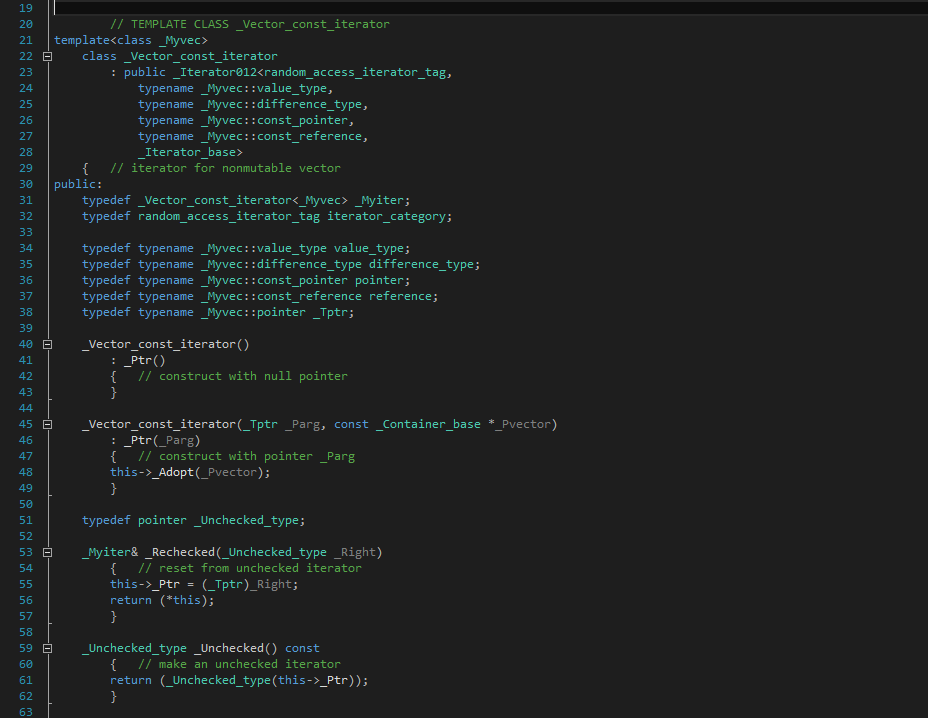 19
20 // TEMPLATE CLASS _Vector_const_iterator
21 template<class _Myvec>
22 class _Vector_const_iterator
23 : public _Iterator012<random_access_iterator_tag,
24 typename _Myvec::value_type,
25 typename _Myvec::difference_type,
26 typename _Myvec::const_pointer,
27 typename _Myvec::const_reference,
28 _Iterator_base>
29 { // iterator for nonmutable vector
30 public:
31 typedef _Vector_const_iterator<_Myvec> _Myiter;
32 typedef random_access_iterator_tag iterator_category;
33
34 typedef typename _Myvec::value_type value_type;
35 typedef typename _Myvec::difference_type difference_type;
36 typedef typename _Myvec::const_pointer pointer;
37 typedef typename _Myvec::const_reference reference;
38 typedef typename _Myvec::pointer _Tptr;
39
40 _Vector_const_iterator()
41 : _Ptr()
42 { // construct with null pointer
43 }
44
45 _Vector_const_iterator(_Tptr _Parg, const _Container_base *_Pvector)
46 : _Ptr(_Parg)
47 { // construct with pointer _Parg
48 this->_Adopt(_Pvector);
49 }
50
51 typedef pointer _Unchecked_type;
52
53 _Myiter& _Rechecked(_Unchecked_type _Right)
54 { // reset from unchecked iterator
55 this->_Ptr = (_Tptr)_Right;
56 return (*this);
57 }
58
59 _Unchecked_type _Unchecked() const
60 { // make an unchecked iterator
61 return (_Unchecked_type(this->_Ptr));
62 }
63